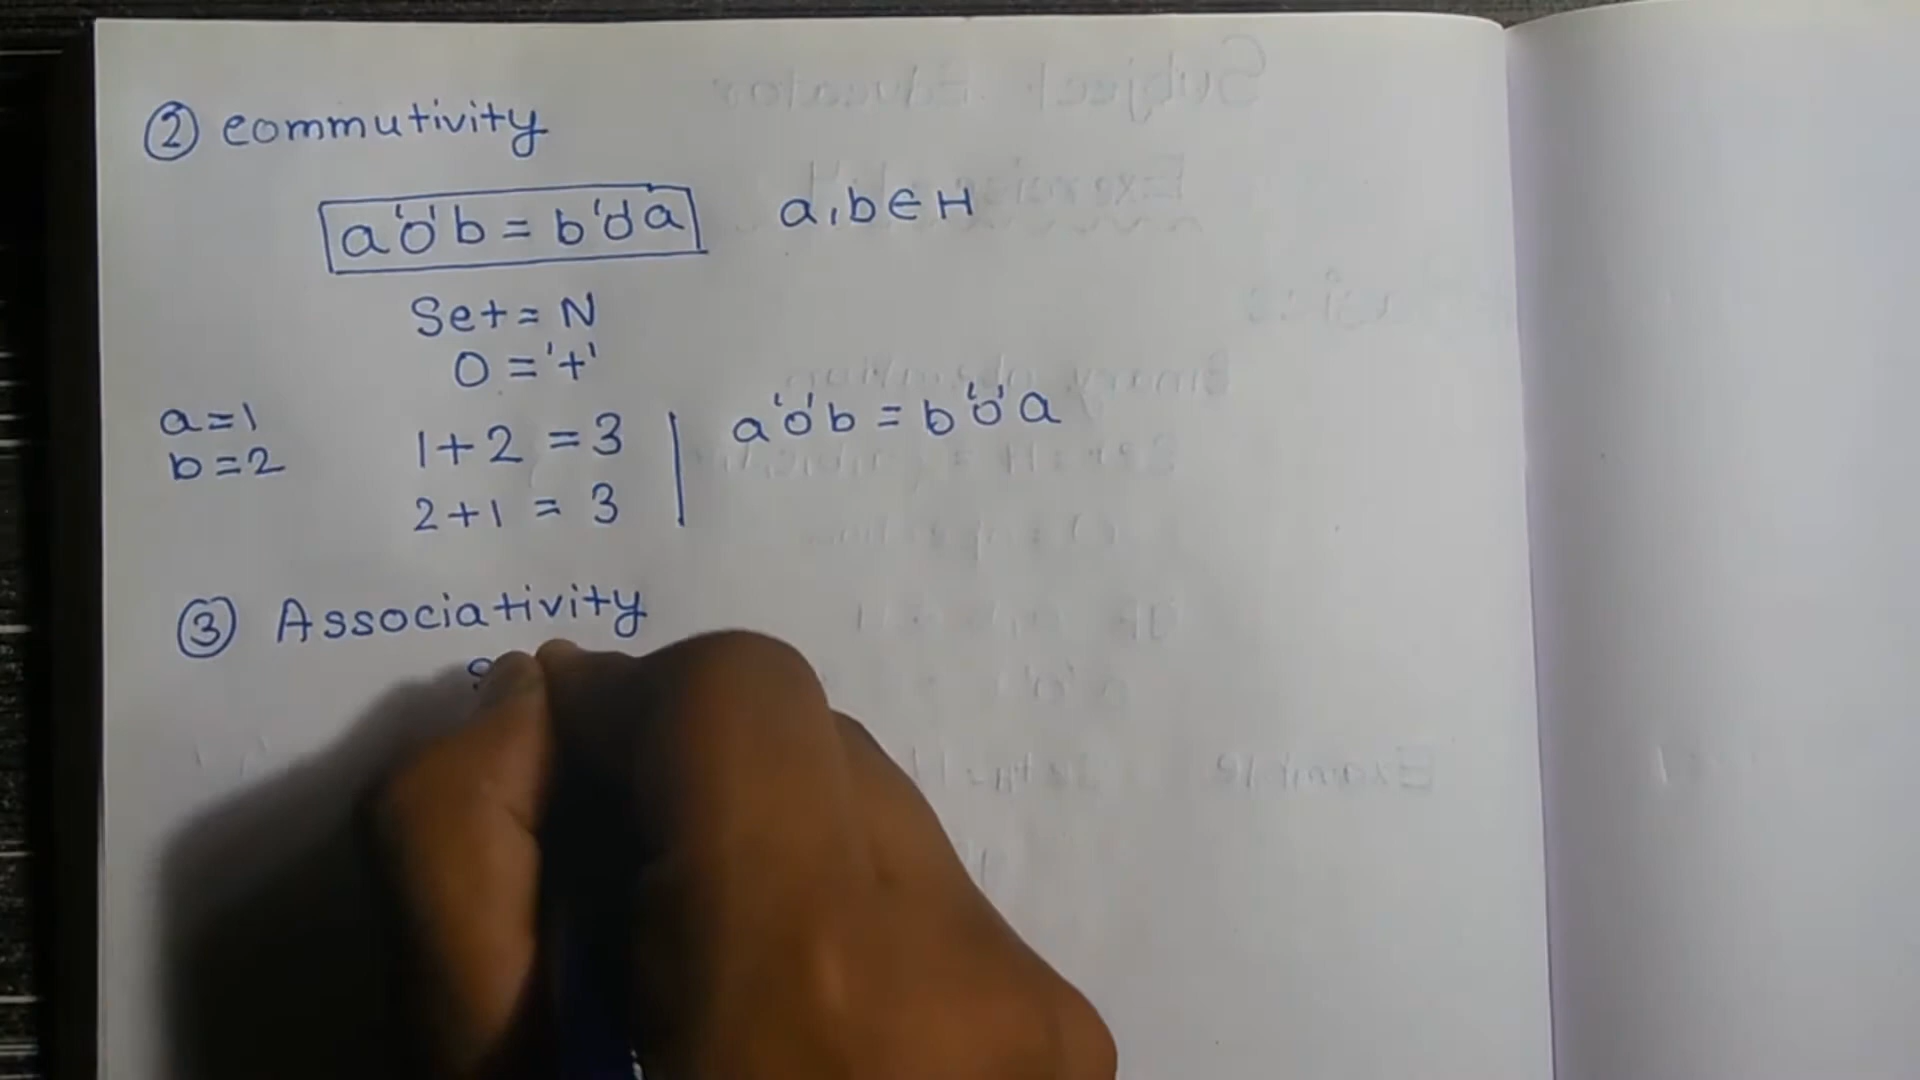 ② commutivity
a 'o' b = b 'o' a a, b ∈ H
Set = N
O = '+'
a = 1
b = 2
1 + 2 = 3
2 + 1 = 3
a 'o' b = b 'o' a
③ Associativity